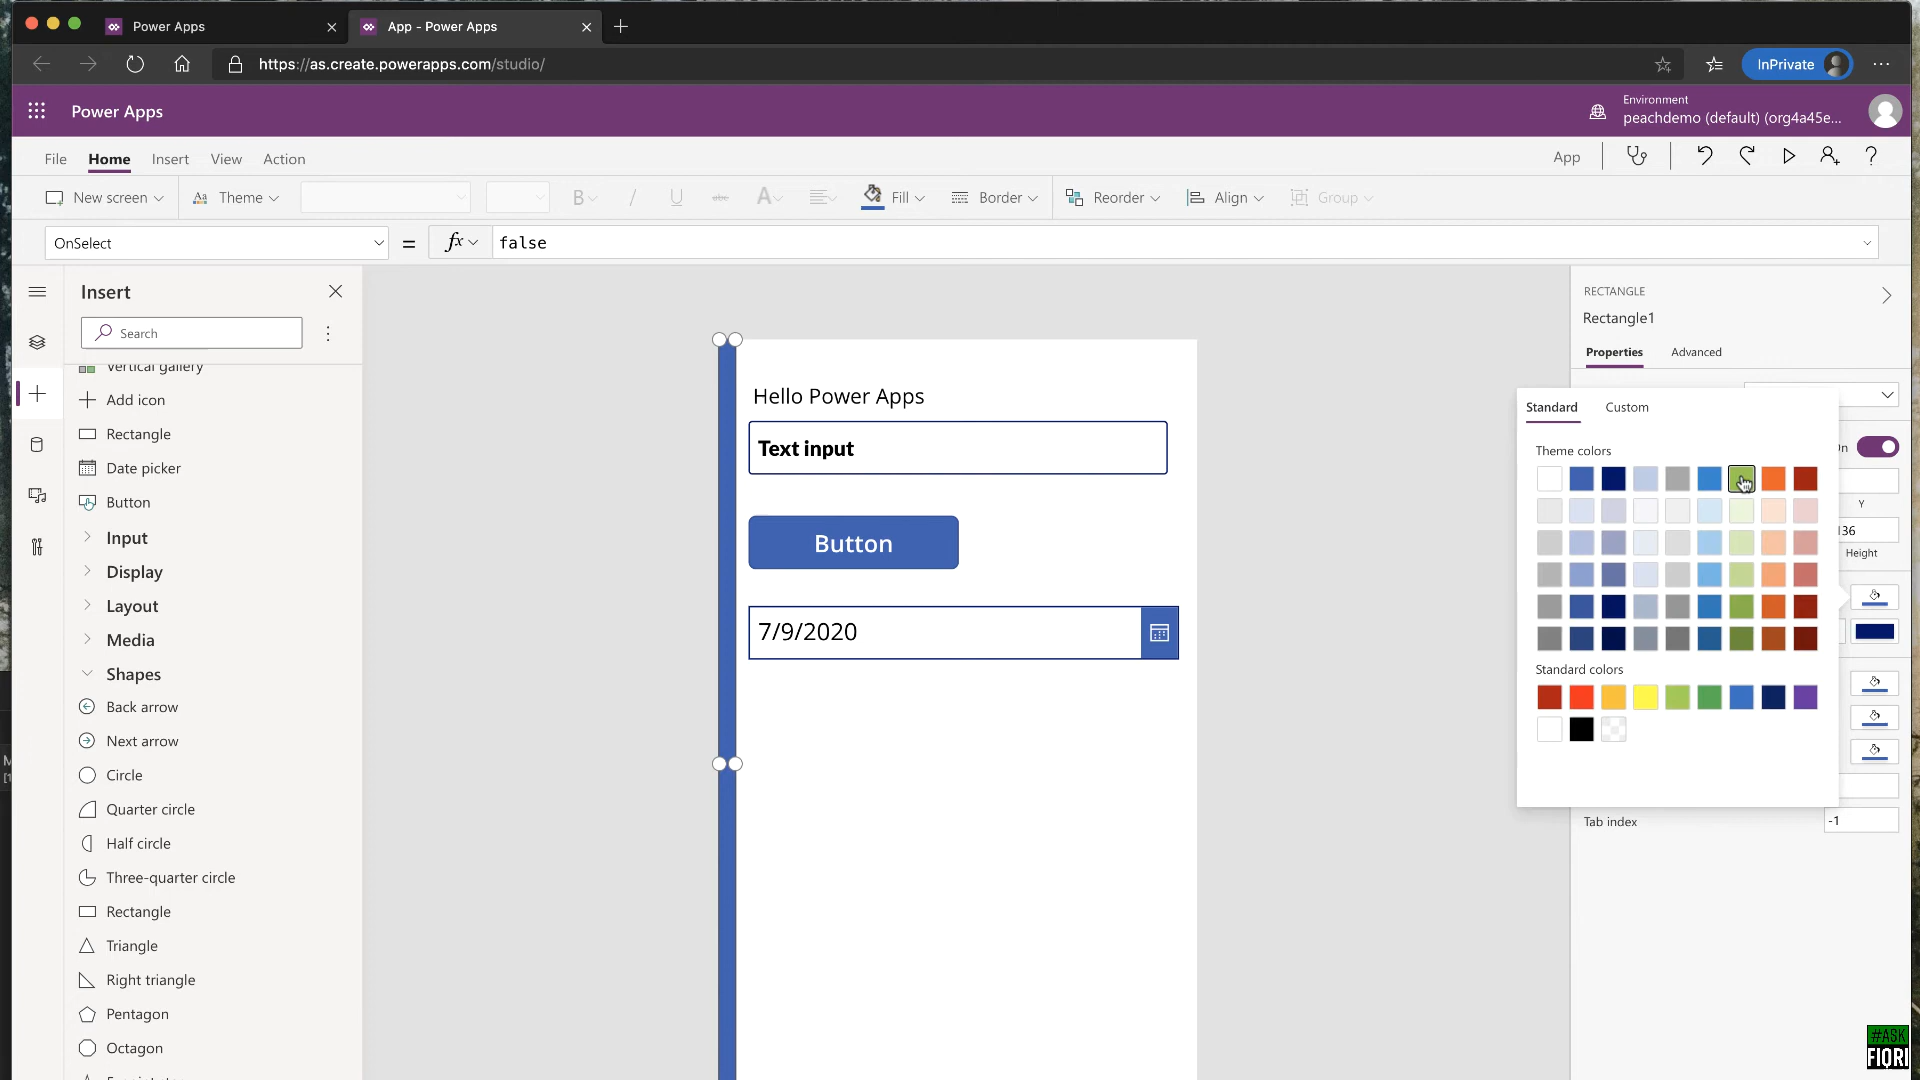 Power Apps
App - Power Apps
https://as.create.powerapps.com/studio/
InPrivate
Power Apps
Environment
peachdemo (default) (org4a45e...
File
Home
Insert
View
Action
App
New screen
Theme
Fill
Border
Reorder
Align
Group
OnSelect
=
fx
false
Insert
Search
Vertical gallery
Add icon
Rectangle
Date picker
Button
Input
Display
Layout
Media
Shapes
Back arrow
Next arrow
Circle
Quarter circle
Half circle
Three-quarter circle
Rectangle
Triangle
Right triangle
Pentagon
Octagon
Hello Power Apps
Text input
Button
7/9/2020
RECTANGLE
Rectangle1
Properties
Advanced
Standard
Custom
Theme colors
Standard colors
Y
136
Height
Tab index
-1
#ASK
FIQRI